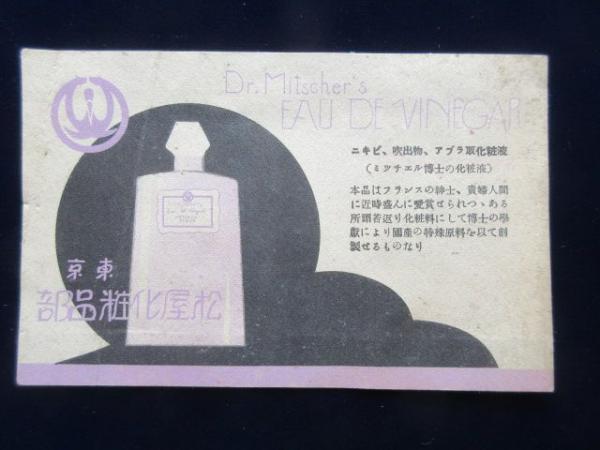 Dr. Mitscher's
EAU DE VINEGAR
ニキビ、吹出物、アブラ取化粧液
(ミツチエル博士の化粧液)
本品はフランスの紳士、貴婦人間
に近時盛んに愛賞せられつゝある
所謂若返り化粧料にして博士の學
獻により國產の特殊原料を以て創
製せるものなり
京東
部品粧化屋松